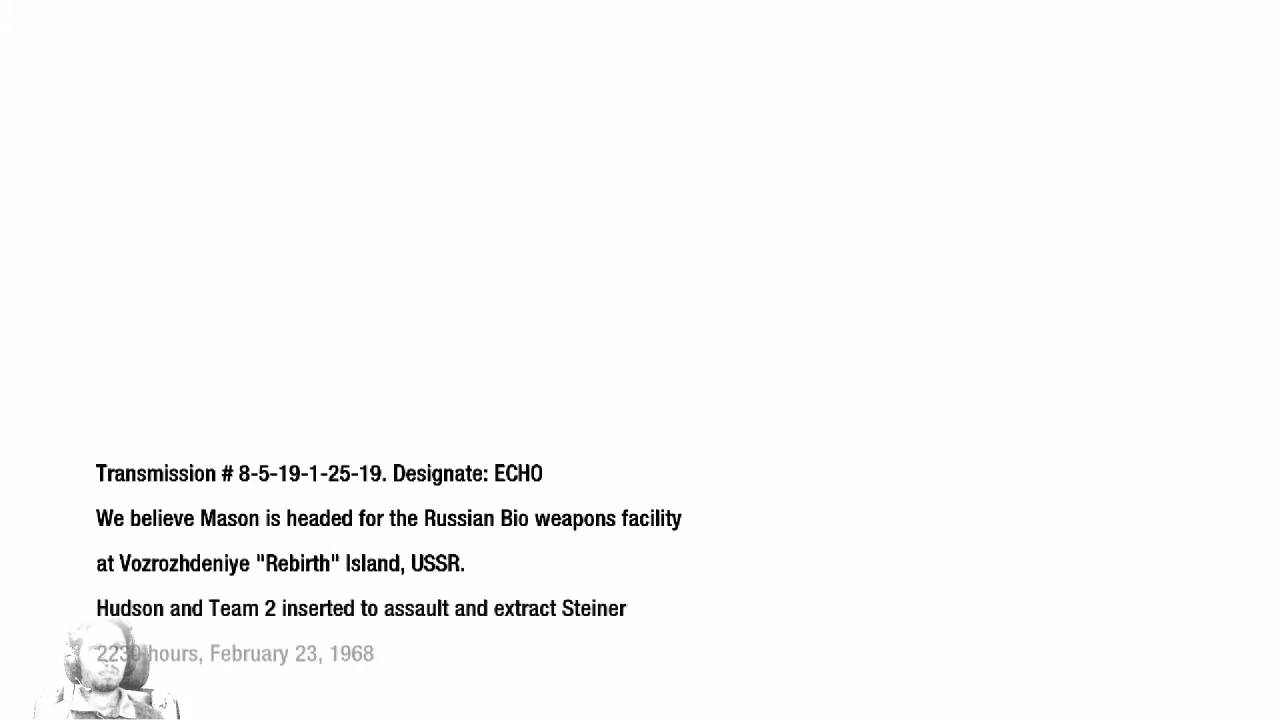 Transmission # 8-5-19-1-25-19. Designate: ECHO
We believe Mason is headed for the Russian Bio weapons facility
at Vozrozhdeniye "Rebirth" Island, USSR.
Hudson and Team 2 inserted to assault and extract Steiner
hours, February 23, 1968